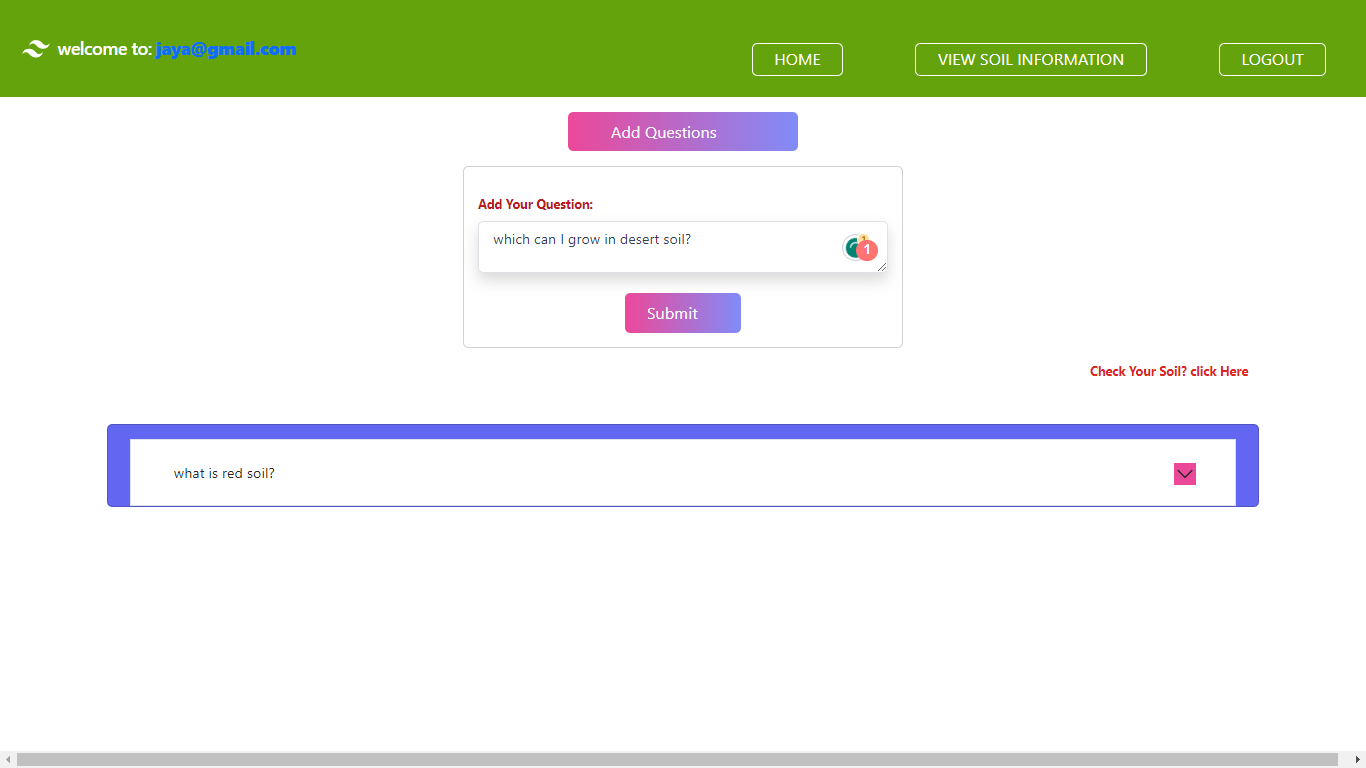 welcome to: jaya@gmail.com
HOME
VIEW SOIL INFORMATION
LOGOUT
Add Questions
Add Your Question:
which can I grow in desert soil?
1
1
Submit
Check Your Soil? click Here
what is red soil?